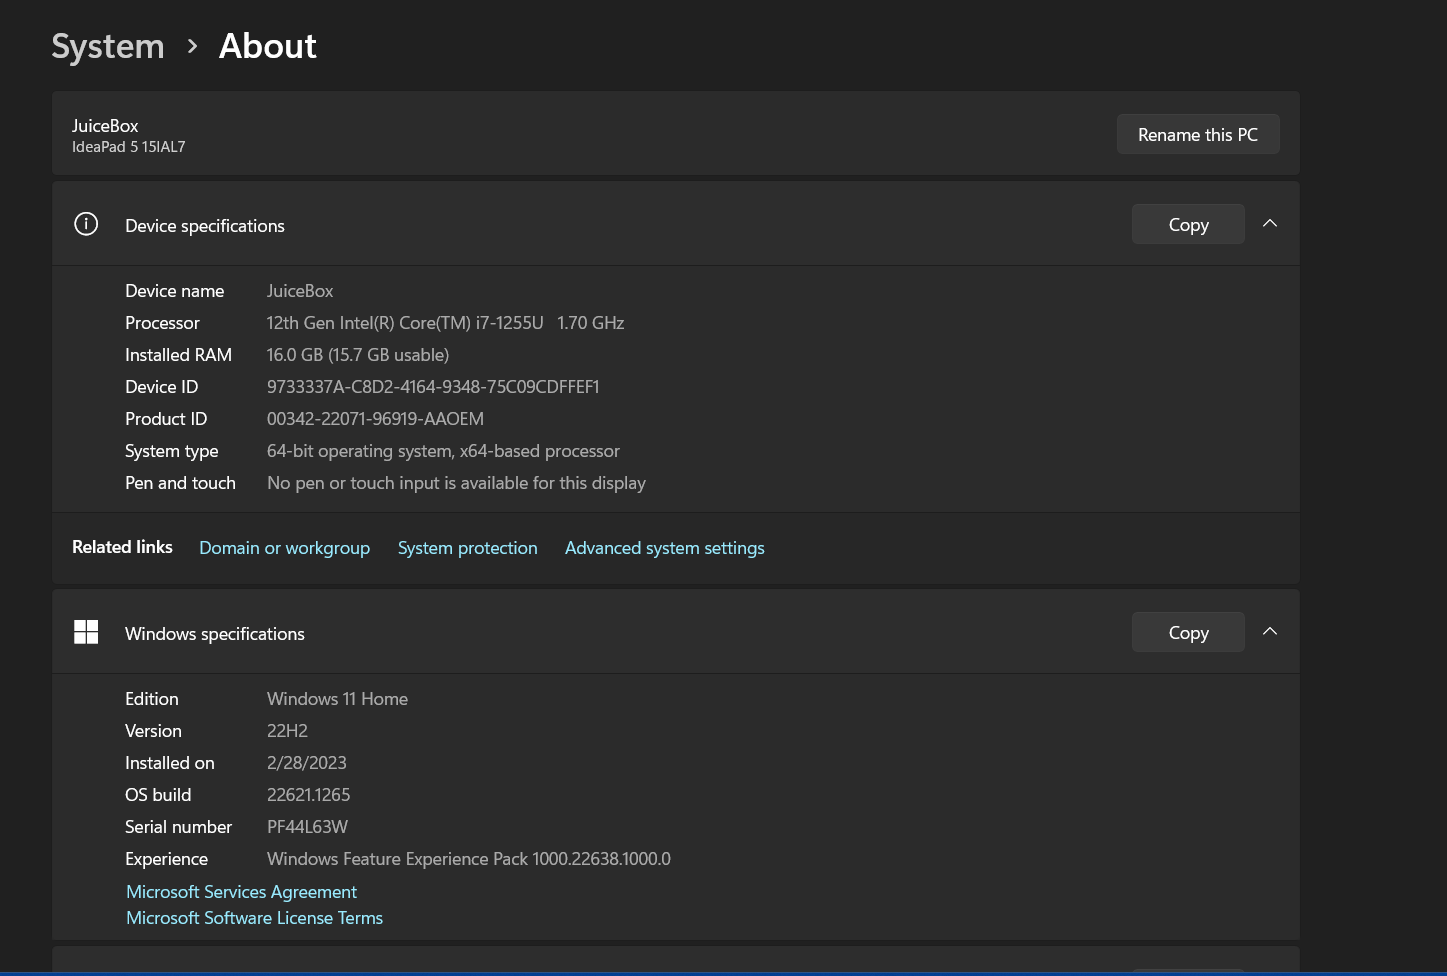 System > About
JuiceBox
IdeaPad 5 15IAL7
Rename this PC
Device specifications
Copy
Device name JuiceBox
Processor 12th Gen Intel(R) Core(TM) i7-1255U 1.70 GHz
Installed RAM 16.0 GB (15.7 GB usable)
Device ID 9733337A-C8D2-4164-9348-75C09CDFFEF1
Product ID 00342-22071-96919-AAOEM
System type 64-bit operating system, x64-based processor
Pen and touch No pen or touch input is available for this display
Related links Domain or workgroup System protection Advanced system settings
Windows specifications
Copy
Edition Windows 11 Home
Version 22H2
Installed on 2/28/2023
OS build 22621.1265
Serial number PF44L63W
Experience Windows Feature Experience Pack 1000.22638.1000.0
Microsoft Services Agreement
Microsoft Software License Terms